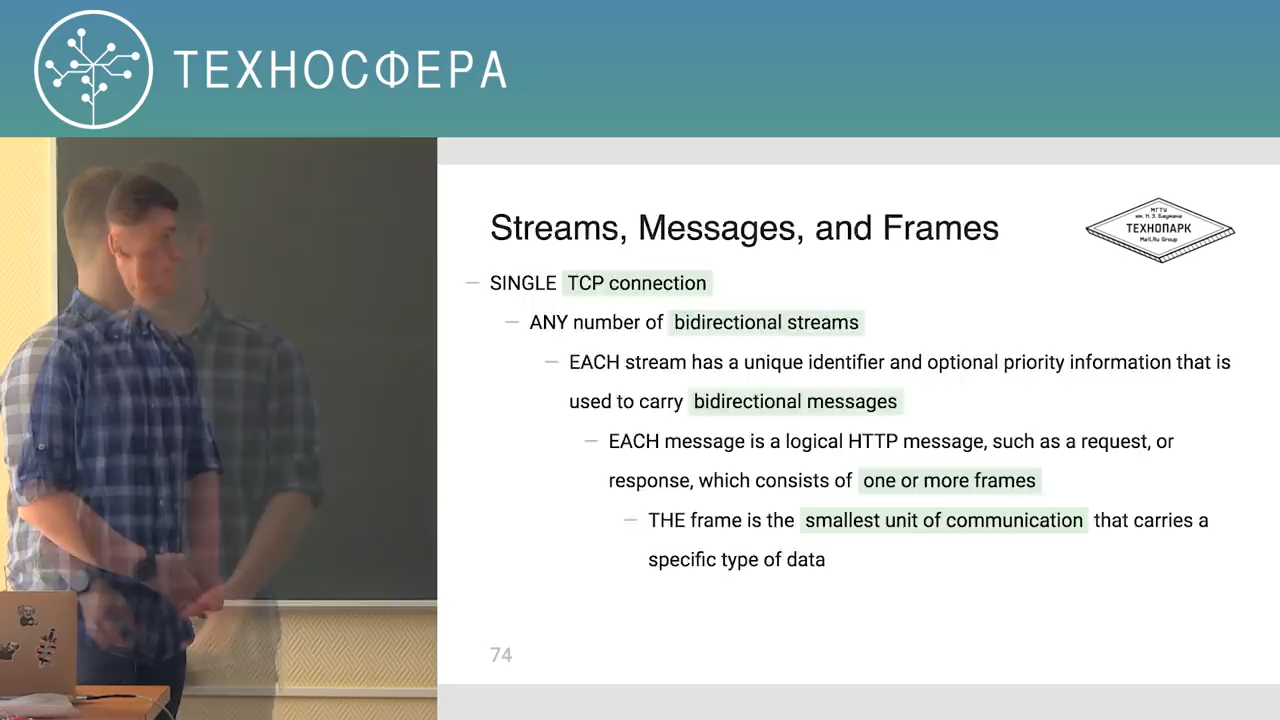 ТЕХНОСФЕРА
Streams, Messages, and Frames
МГТУ
им. Н.Э. Баумана
ТЕХНОПАРК
Mail.Ru Group
— SINGLE TCP connection
— ANY number of bidirectional streams
— EACH stream has a unique identifier and optional priority information that is
used to carry bidirectional messages
— EACH message is a logical HTTP message, such as a request, or
response, which consists of one or more frames
— THE frame is the smallest unit of communication that carries a
specific type of data
74